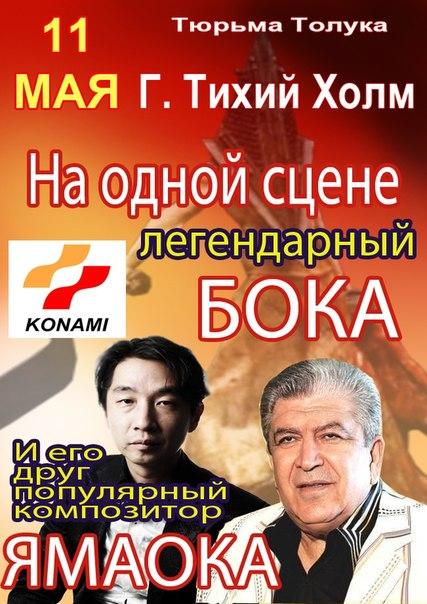 11
МАЯ
Тюрьма Толука
Г. Тихий Холм
На одной сцене
легендарный
БОКА
KONAMI
И его
друг
популярный
композитор
ЯМАОКА